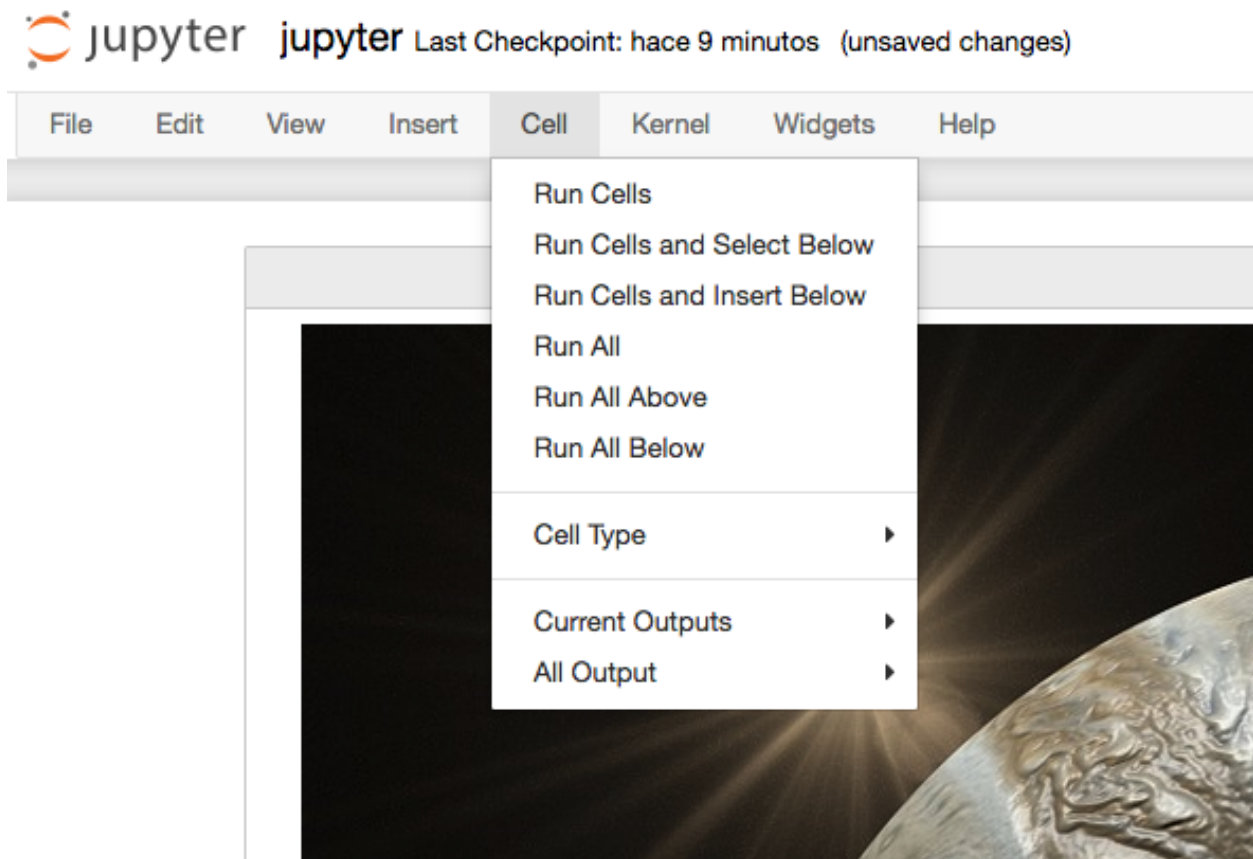 jupyter jupyter Last Checkpoint: hace 9 minutos (unsaved changes)
File Edit View Insert Cell Kernel Widgets Help
Run Cells
Run Cells and Select Below
Run Cells and Insert Below
Run All
Run All Above
Run All Below
Cell Type
Current Outputs
All Output